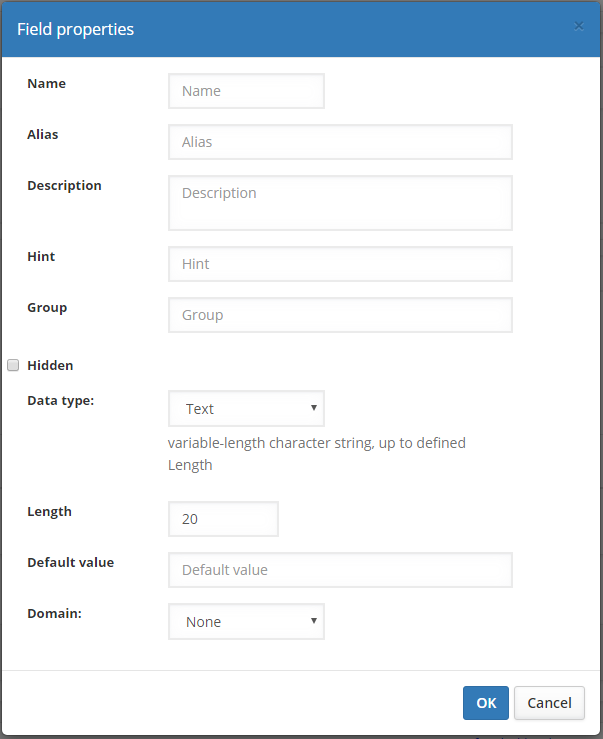 Field properties ×
Name Name
Alias Alias
Description Description
Hint Hint
Group Group
Hidden
Data type: Text
variable-length character string, up to defined
Length
Length 20
Default value Default value
Domain: None
OK Cancel